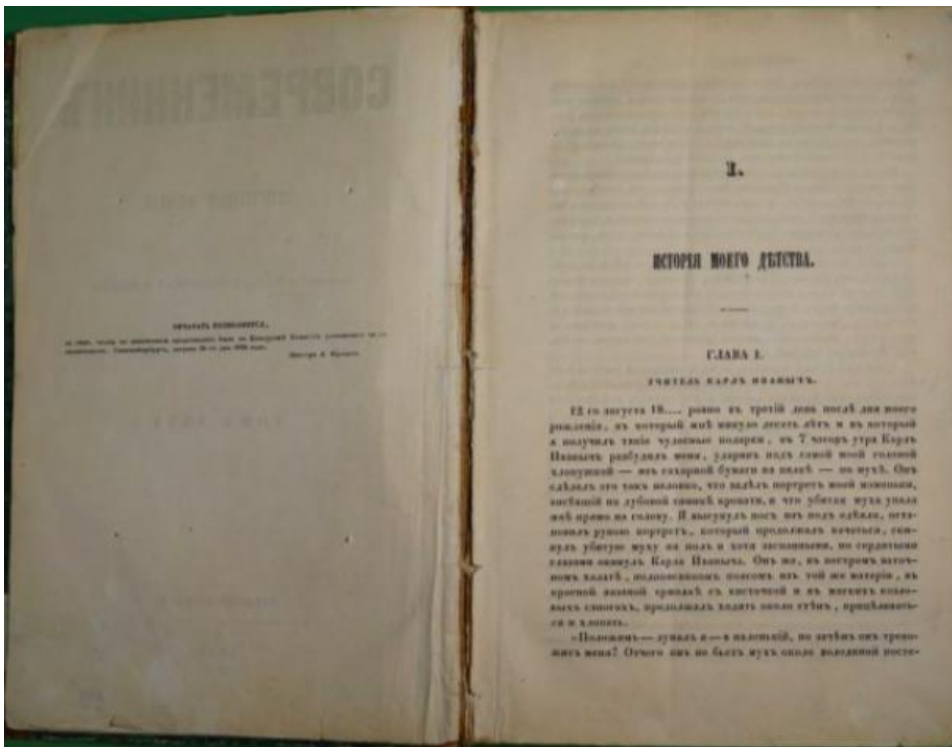 СОВРЕМЕННИКЪ
ПЕЧАТАТЬ ПОЗВОЛЯЕТСЯ,
I.
ИСТОРІЯ МОЕГО ДѢТСТВА.
ГЛАВА I.
УЧИТЕЛЬ КАРЛЪ ИВАНЫЧЪ.
12 го августа 18.... ровно въ третій день послѣ дня моего
рожденія, въ который мнѣ минуло десять лѣтъ и въ который
я получилъ такіе чудесные подарки, въ 7 часовъ утра Карлъ
Иванычъ разбудилъ меня, ударивъ надъ самой моей головой
хлопушкой — изъ сахарной бумаги на палкѣ — по мухѣ. Онъ
сдѣлалъ это такъ неловко, что задѣлъ портретъ моей маменьки,
висѣвшій на дубовой спинкѣ кровати, и что убитая муха упала
мнѣ прямо на голову. Я высунулъ носъ изъ подъ одѣяла, оста-
новилъ рукою портретъ, который продолжалъ качаться, ски-
нулъ убитую муху на полъ и хотя заспанными, но сердитыми
глазами окинулъ Карла Иваныча. Онъ же, въ пестромъ ваточ-
номъ халатѣ, подпоясанномъ поясомъ изъ той же матеріи, въ
красной вязаной ермолкѣ съ кисточкой и въ мягкихъ козло-
выхъ сапогахъ, продолжалъ ходить около стѣнъ, прицѣливать-
ся и хлопать.
«Положимъ — думалъ я — я маленькій, но зачѣмъ онъ трево-
житъ меня? Отчего онъ не бьетъ мухъ около володиной посте-